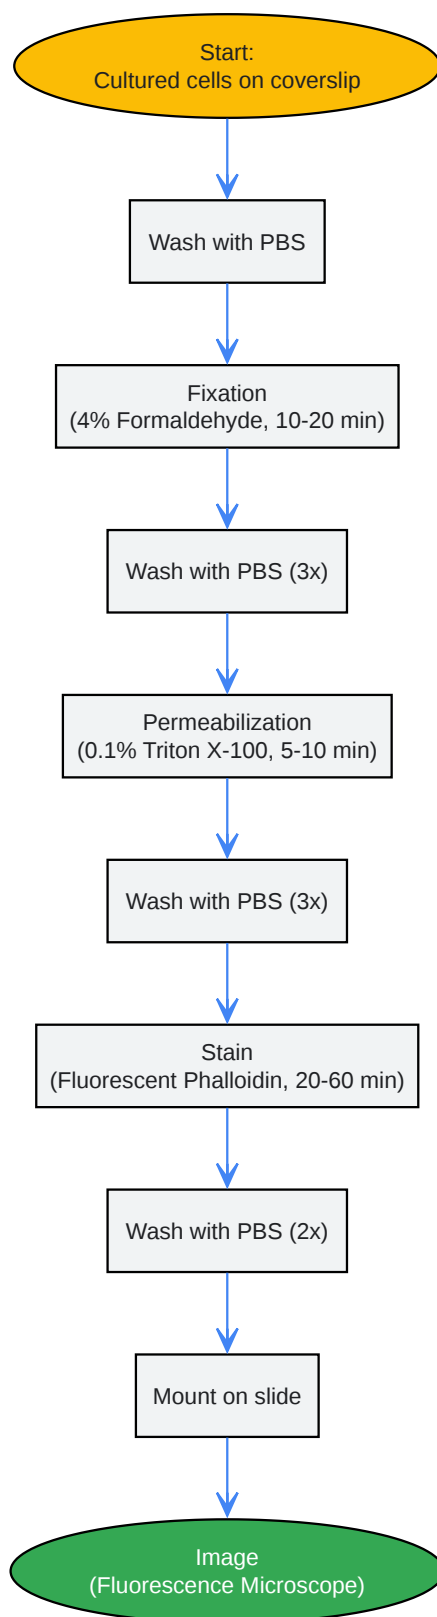 Start:
Cultured cells on coverslip
Wash with PBS
Fixation
(4% Formaldehyde, 10-20 min)
Wash with PBS (3x)
Permeabilization
(0.1% Triton X-100, 5-10 min)
Wash with PBS (3x)
Stain
(Fluorescent Phalloidin, 20-60 min)
Wash with PBS (2x)
Mount on slide
Image
(Fluorescence Microscope)